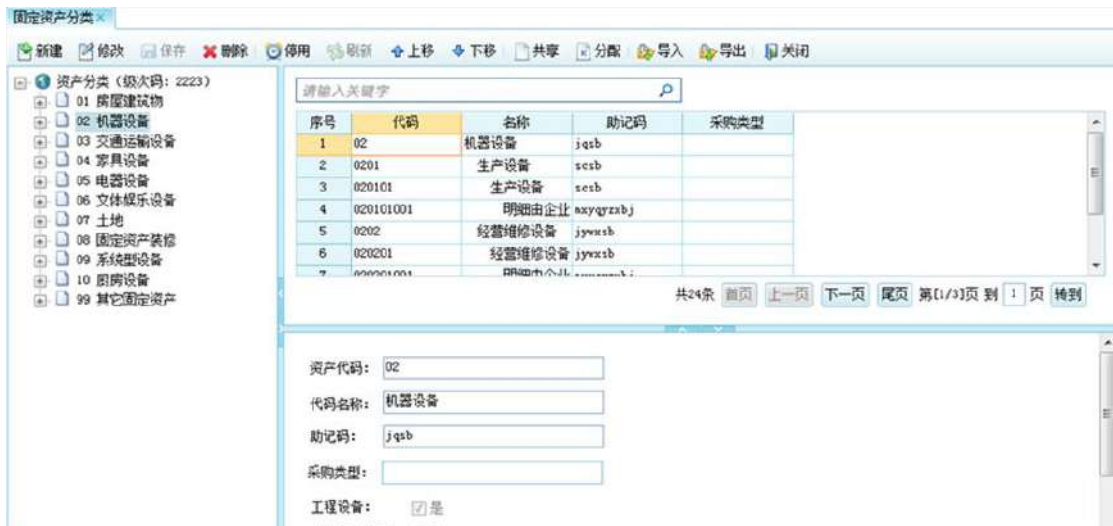 固定资产分类×
新建 修改 保存 删除 停用 刷新 上移 下移 共享 分配 导入 导出 关闭
资产分类（级次码：2223）
01 房屋建筑物
02 机器设备
03 交通运输设备
04 家具设备
05 电器设备
06 文体娱乐设备
07 土地
08 固定资产装修
09 系统型设备
10 厨房设备
99 其它固定资产
请输入关键字
序号 代码 名称 助记码 采购类型
1 02 机器设备 jqsb
2 0201 生产设备 scsb
3 020101 生产设备 scsb
4 020101001 明细由企业 mxyqyzxbj
5 0202 经营维修设备 jywxsb
6 020201 经营维修设备 jywxsb
7 020201001 明细由企业
共24条 首页 上一页 下一页 尾页 第[1/3]页 到 1 页 转到
资产代码： 02
代码名称： 机器设备
助记码： jqsb
采购类型：
工程设备： 是